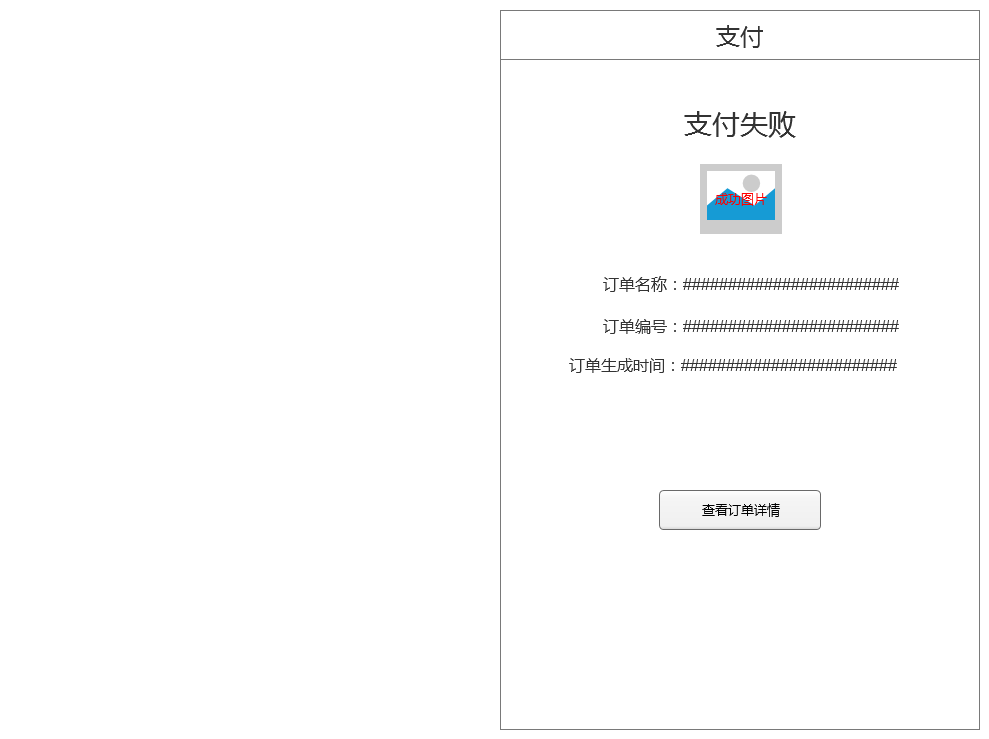 支付
支付失败
成功图片
订单名称：########################
订单编号：########################
订单生成时间：########################
查看订单详情